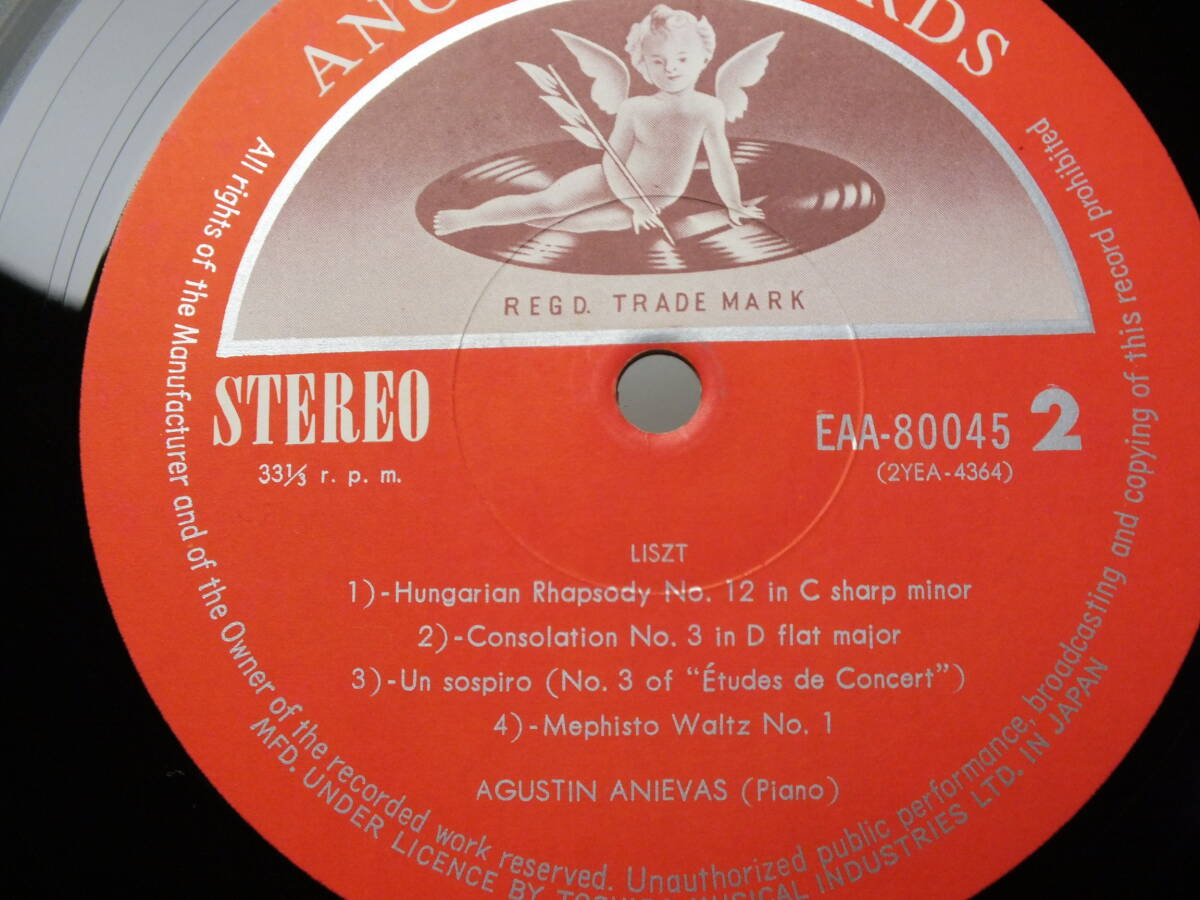 REGD. TRADE MARK
STEREO
33⅓ r. p. m.
EAA-80045 2
(2YEA-4364)
LISZT
1)-Hungarian Rhapsody No. 12 in C sharp minor
2)-Consolation No. 3 in D flat major
3)-Un sospiro (No. 3 of “Études de Concert”)
4)-Mephisto Waltz No. 1
AGUSTIN ANIEVAS (Piano)
All rights of the Manufacturer and of the Owner of the recorded work reserved. Unauthorized public performance, broadcasting and copying of this record prohibited
MFD. UNDER LICENCE BY MUSICAL INDUSTRIES LTD. IN JAPAN